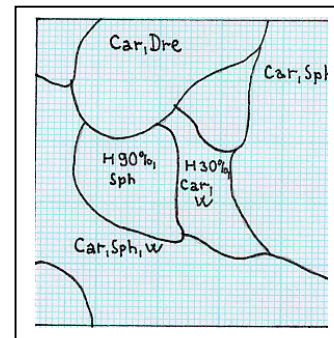 Car, Dre
Car, Sph
H 90%,
Sph
H 30%,
Car,
W
Car, Sph, W